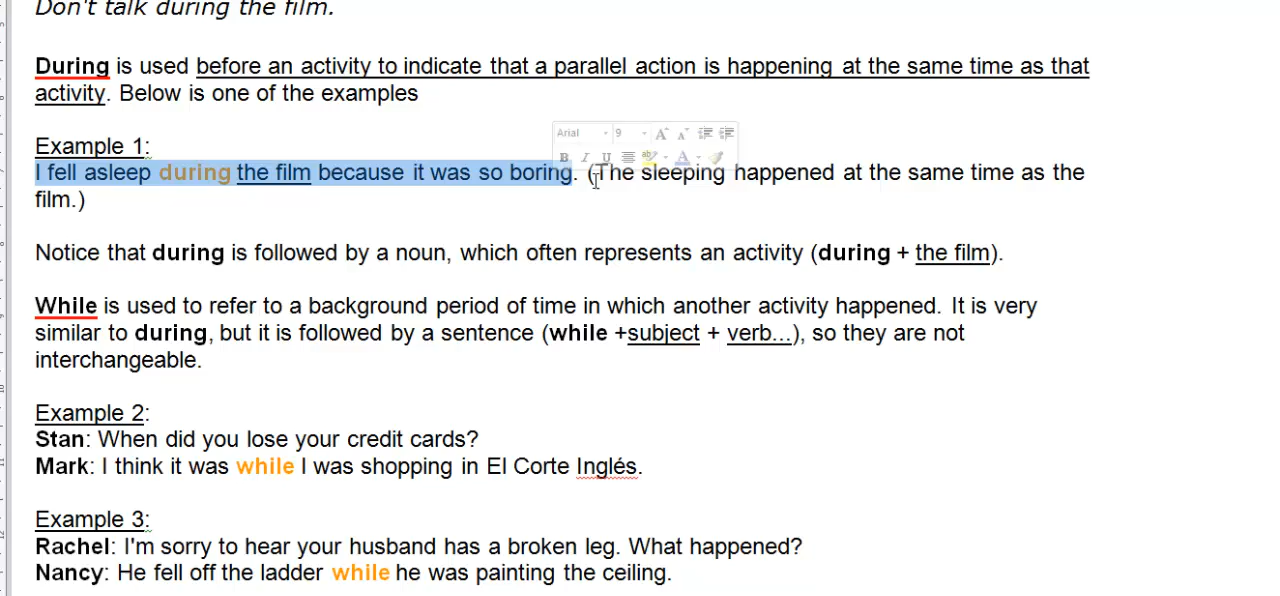 Don't talk during the film.
During is used before an activity to indicate that a parallel action is happening at the same time as that
activity. Below is one of the examples
Example 1:
Arial 9
I fell asleep during the film because it was so boring. (The sleeping happened at the same time as the
film.)
Notice that during is followed by a noun, which often represents an activity (during + the film).
While is used to refer to a background period of time in which another activity happened. It is very
similar to during, but it is followed by a sentence (while +subject + verb...), so they are not
interchangeable.
Example 2:
Stan: When did you lose your credit cards?
Mark: I think it was while I was shopping in El Corte Inglés.
Example 3:
Rachel: I'm sorry to hear your husband has a broken leg. What happened?
Nancy: He fell off the ladder while he was painting the ceiling.